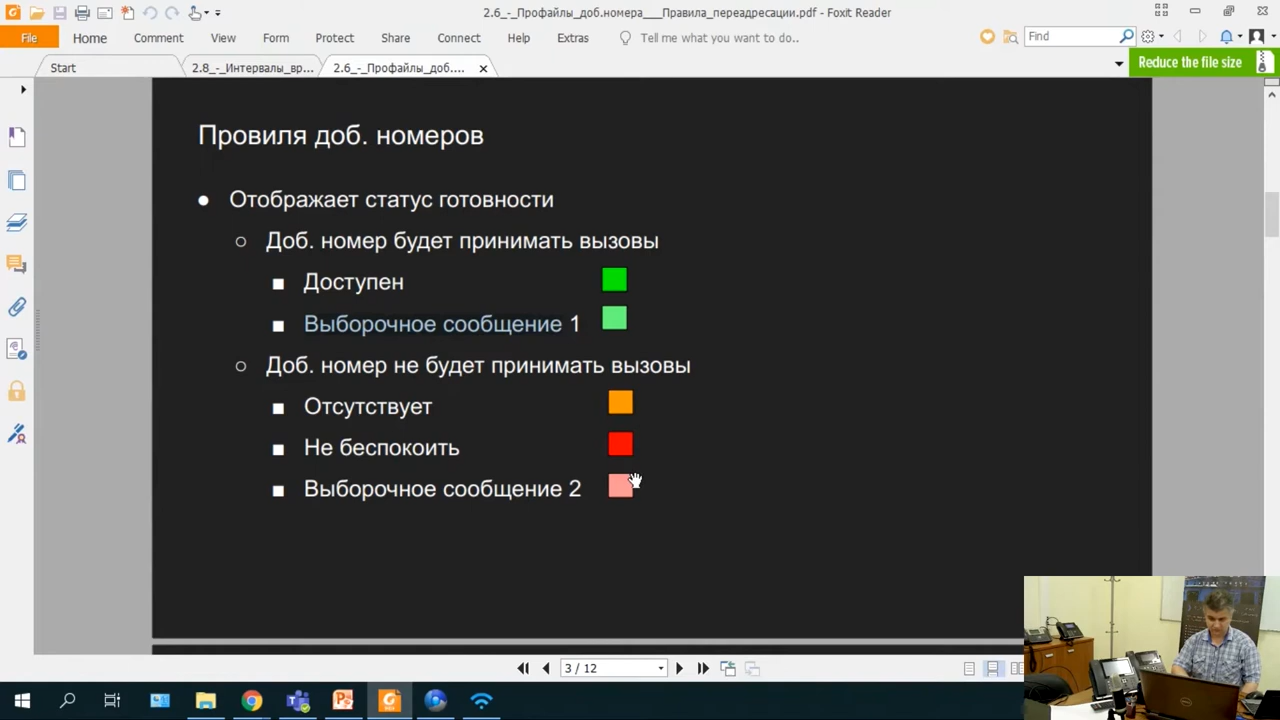 2.6_-_Профайлы_доб.номера___Правила_переадресации.pdf - Foxit Reader
File Home Comment View Form Protect Share Connect Help Extras Tell me what you want to do.. Find
Start 2.8_-_Интервалы_вр... 2.6_-_Профайлы_доб.... Reduce the file size
Провиля доб. номеров
Отображает статус готовности
Доб. номер будет принимать вызовы
Доступен
Выборочное сообщение 1
Доб. номер не будет принимать вызовы
Отсутствует
Не беспокоить
Выборочное сообщение 2
3 / 12